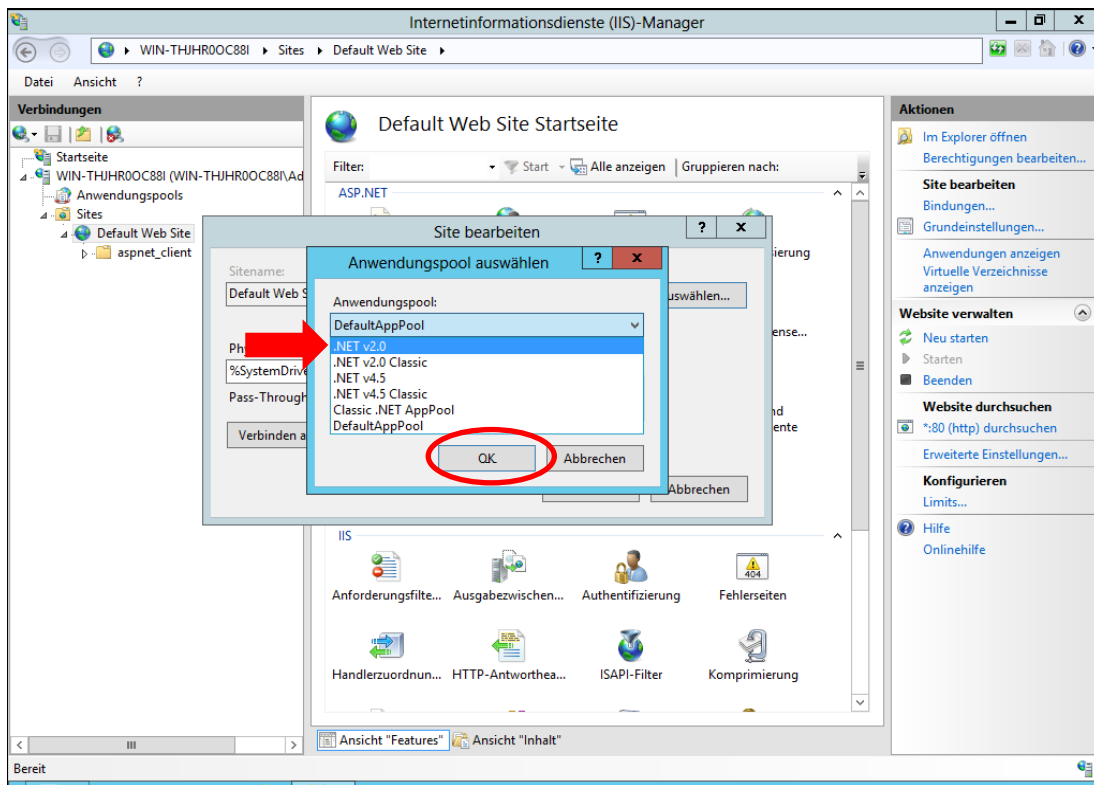 Internetinformationsdienste (IIS)-Manager
WIN-THJHR0OC88I Sites Default Web Site
Datei Ansicht ?
Verbindungen
Startseite
WIN-THJHR0OC88I (WIN-THJHR0OC88I\Ad
Anwendungspools
Sites
Default Web Site
aspnet_client
Default Web Site Startseite
Filter: Start Alle anzeigen Gruppieren nach:
ASP.NET
Site bearbeiten
? x
Sitename:
Default Web S
uswählen...
%SystemDrive
Pass-Through
Verbinden a
Abbrechen
Anwendungspool auswählen
? x
Anwendungspool:
DefaultAppPool
.NET v2.0
.NET v2.0 Classic
.NET v4.5
.NET v4.5 Classic
Classic .NET AppPool
DefaultAppPool
OK
Abbrechen
ierung
ense...
nd
ente
IIS
Anforderungsfilte... Ausgabezwischen... Authentifizierung Fehlerseiten
404
Handlerzuordnun... HTTP-Antworthea... ISAPI-Filter Komprimierung
Ansicht "Features" Ansicht "Inhalt"
Aktionen
Im Explorer öffnen
Berechtigungen bearbeiten...
Site bearbeiten
Bindungen...
Grundeinstellungen...
Anwendungen anzeigen
Virtuelle Verzeichnisse
anzeigen
Website verwalten
Neu starten
Starten
Beenden
Website durchsuchen
*:80 (http) durchsuchen
Erweiterte Einstellungen...
Konfigurieren
Limits...
Hilfe
Onlinehilfe
Bereit